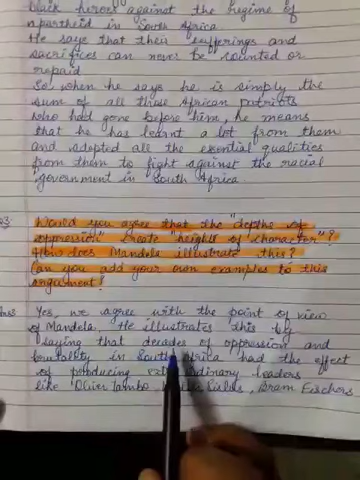 black heroes against the regime of
apartheid in South Africa
He says that their sufferings and
sacrifices can never be counted or
repaid
So when he says he is simply the
sum of all those African patriots
who had gone before him, he means
that he has learnt a lot from them
and adopted all the essential qualities
from them to fight against the racial
government in South Africa.
Q3 Would you agree that the "depths of
oppression" create "heights of character"?
How does Mandela illustrate this?
Can you add your own examples to this
argument?
Ans Yes, we agree with the point of view
of Mandela. He illustrates this by
saying that decades of oppression and
brutality in South Africa had the effect
of producing leaders
like Oliver Tambo, Bram Fischers